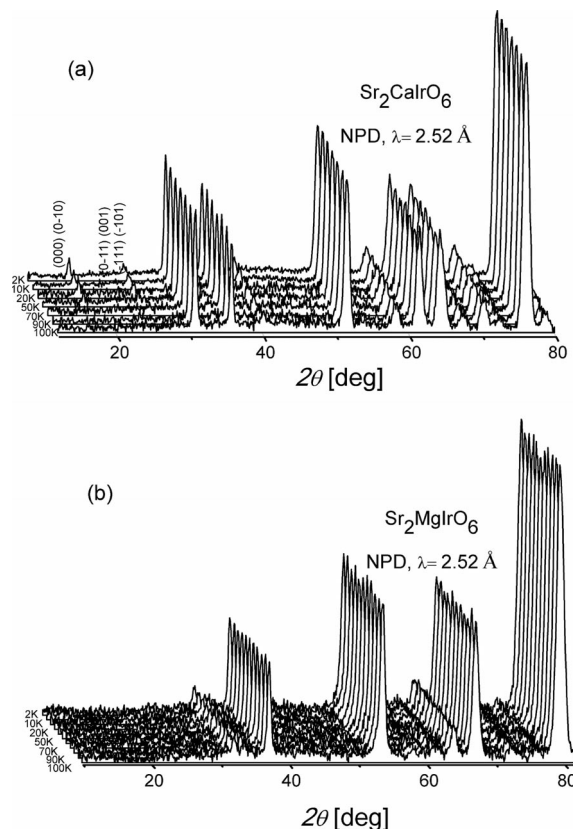 (a)
Sr₂CaIrO₆
NPD, λ= 2.52 Å
(000) (0-10)
(0-11) (001)
(111) (-101)
2K
10K
20K
50K
70K
90K
100K
20 40 60 80
2θ [deg]
(b)
Sr₂MgIrO₆
NPD, λ= 2.52 Å
2K
10K
20K
50K
70K
90K
100K
20 40 60 80
2θ [deg]